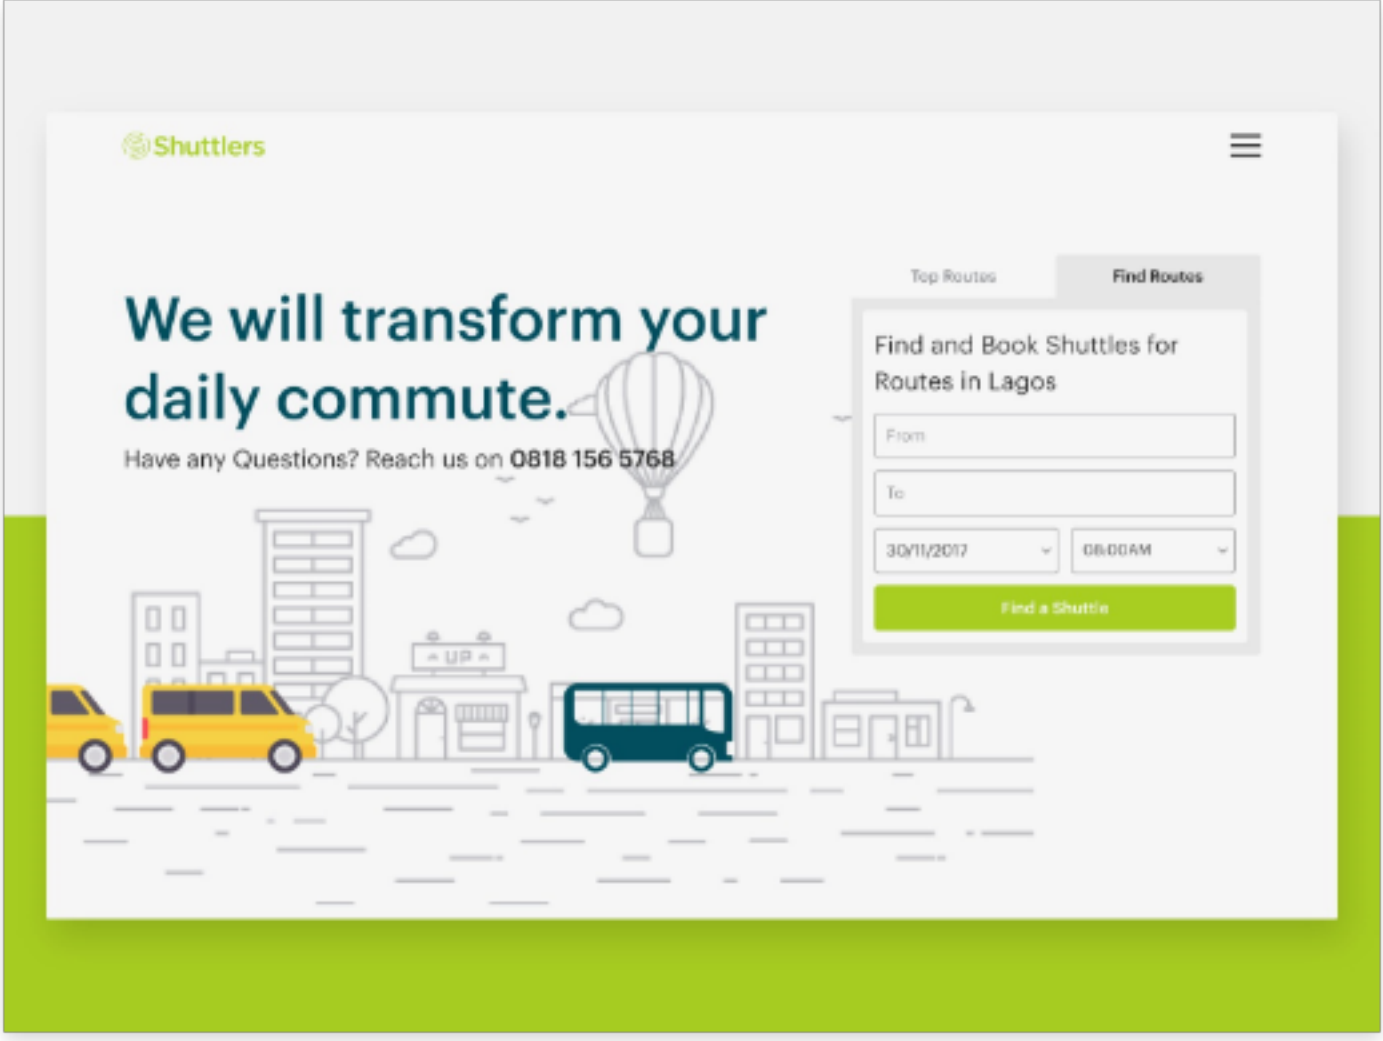 Shuttlers
We will transform your
daily commute.
Have any Questions? Reach us on 0818 156 5768
Top Routes
Find Routes
Find and Book Shuttles for
Routes in Lagos
From
To
30/11/2017
08:00AM
Find a Shuttle
UP